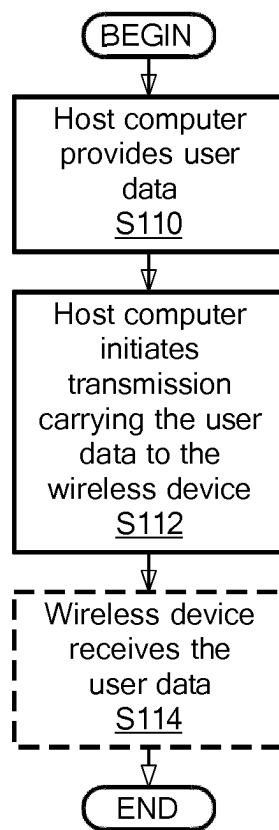 BEGIN
Host computer
provides user
data
S110
Host computer
initiates
transmission
carrying the user
data to the
wireless device
S112
Wireless device
receives the
user data
S114
END